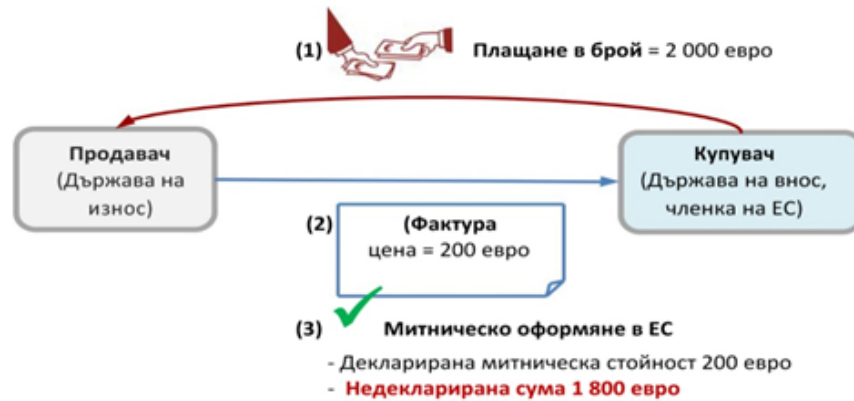 (1) Плащане в брой = 2 000 евро
Продавач
(Държава на
износ)
Купувач
(Държава на внос,
членка на ЕС)
(2) (Фактура
цена = 200 евро
(3) Митническо оформяне в ЕС
- Декларирана митническа стойност 200 евро
- Недекларирана сума 1 800 евро